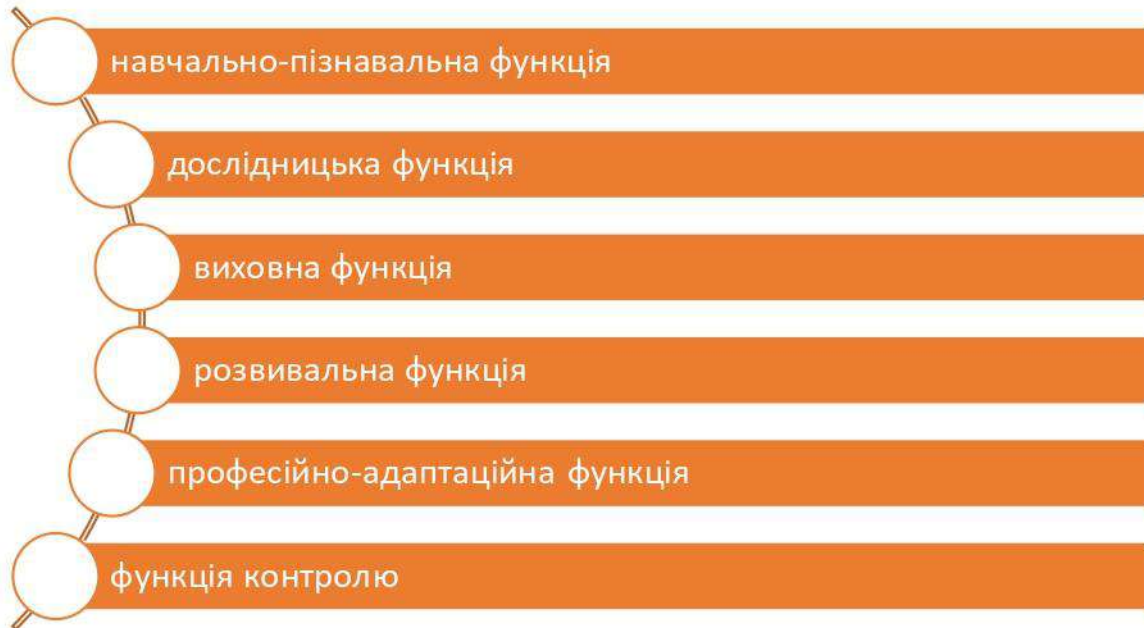 навчально-пізнавальна функція
дослідницька функція
виховна функція
розвивальна функція
професійно-адаптаційна функція
функція контролю